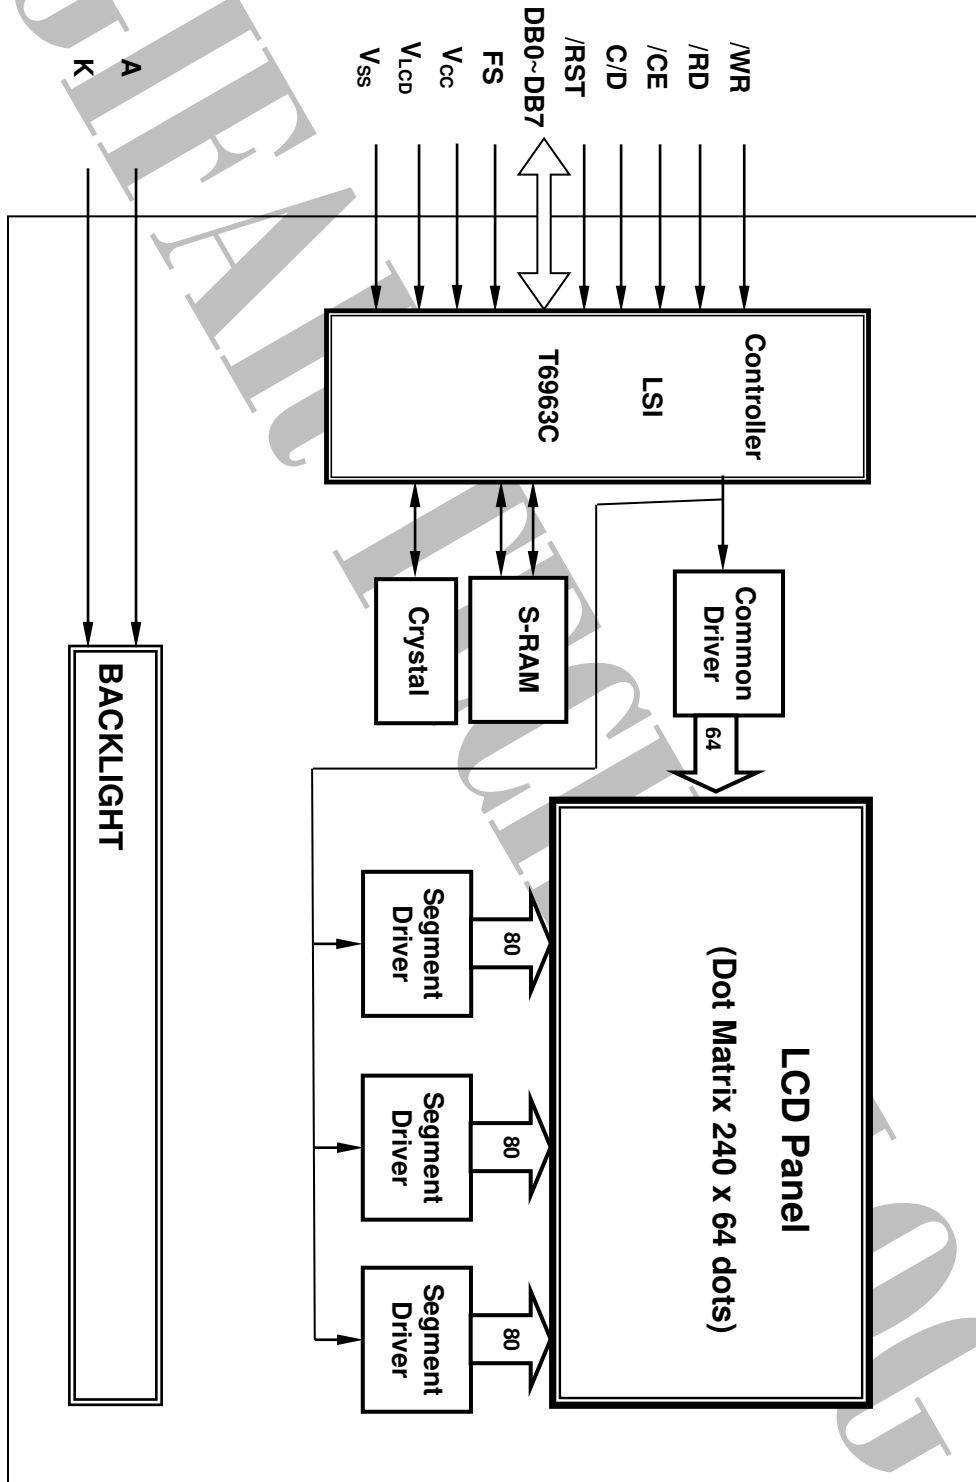 /WR
/RD
/CE
C/D
/RST
DB0~DB7
FS
VCC
VLCD
VSS
A
K
Controller
LSI
T6963C
Common
Driver
64
S-RAM
Crystal
LCD Panel
(Dot Matrix 240 x 64 dots)
80
80
80
Segment
Driver
Segment
Driver
Segment
Driver
BACKLIGHT